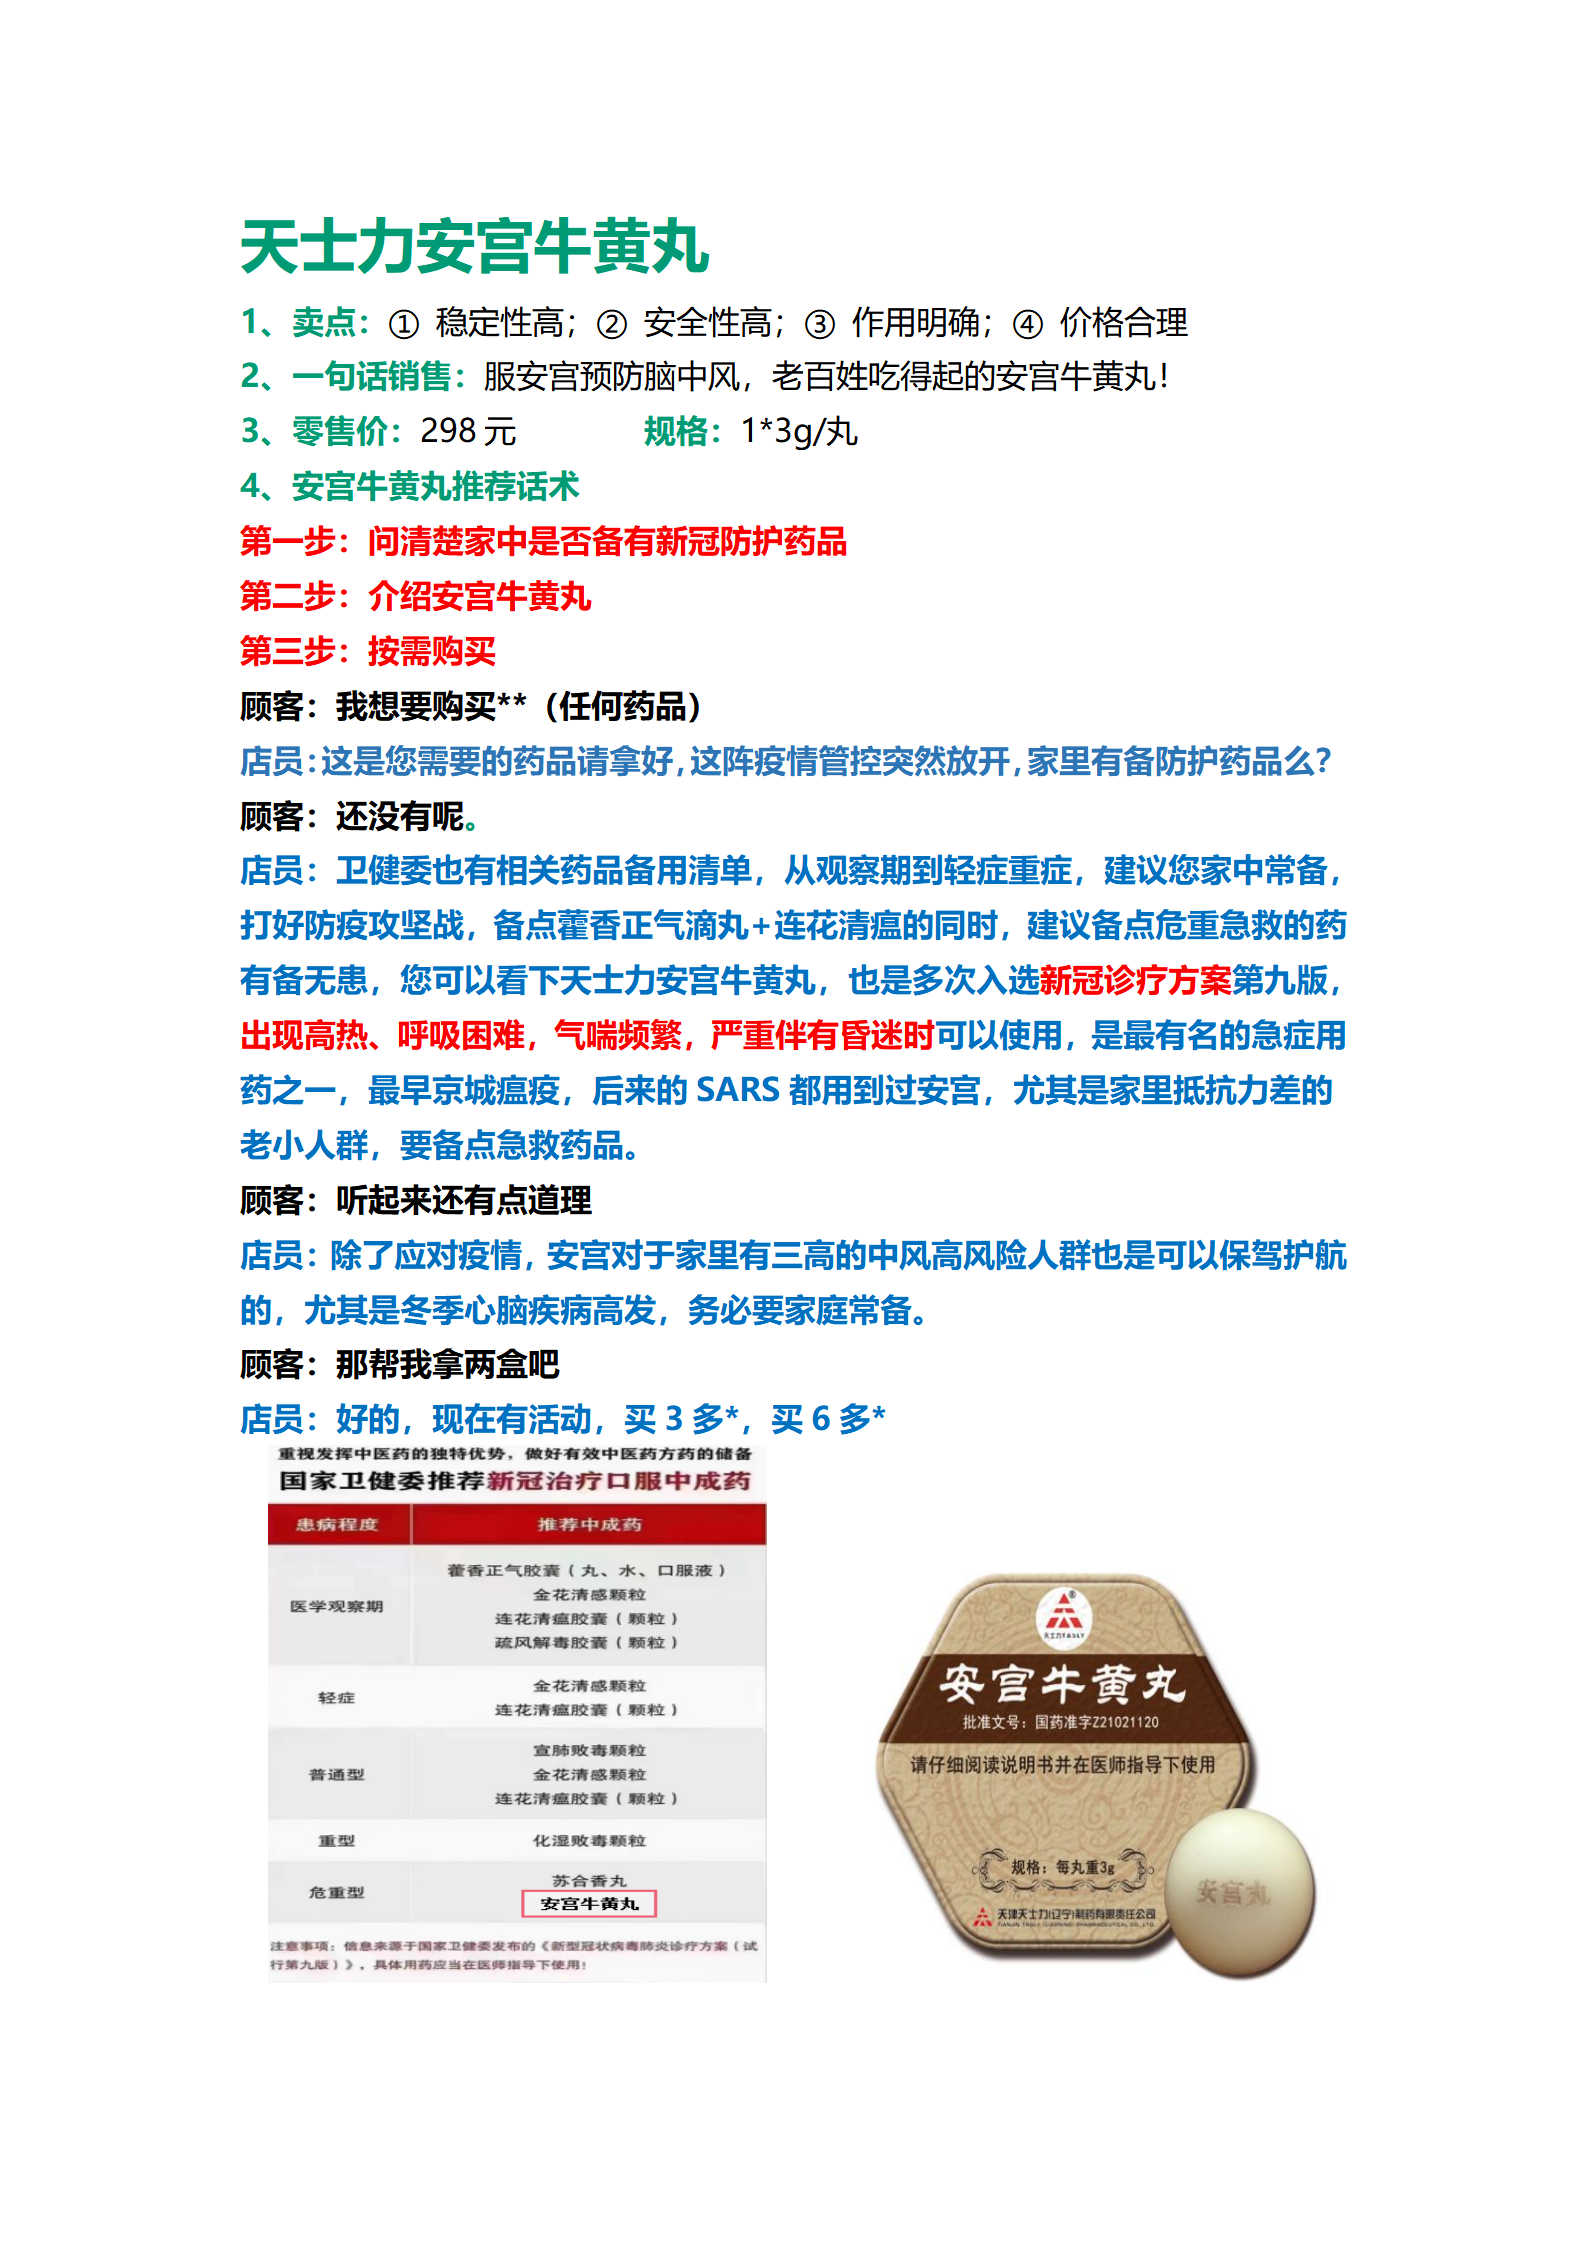 天士力安宫牛黄丸
1、卖点：① 稳定性高；② 安全性高；③ 作用明确；④ 价格合理
2、一句话销售：服安宫预防脑中风，老百姓吃得起的安宫牛黄丸！
3、零售价：298 元 规格：1*3g/丸
4、安宫牛黄丸推荐话术
第一步：问清楚家中是否备有新冠防护药品
第二步：介绍安宫牛黄丸
第三步：按需购买
顾客：我想要购买**（任何药品）
店员：这是您需要的药品请拿好，这阵疫情管控突然放开，家里有备防护药品么？
顾客：还没有呢。
店员：卫健委也有相关药品备用清单，从观察期到轻症重症，建议您家中常备，
打好防疫攻坚战，备点藿香正气滴丸+连花清瘟的同时，建议备点危重急救的药
有备无患，您可以看下天士力安宫牛黄丸，也是多次入选新冠诊疗方案第九版，
出现高热、呼吸困难，气喘频繁，严重伴有昏迷时可以使用，是最有名的急症用
药之一，最早京城瘟疫，后来的 SARS 都用到过安宫，尤其是家里抵抗力差的
老小人群，要备点急救药品。
顾客：听起来还有点道理
店员：除了应对疫情，安宫对于家里有三高的中风高风险人群也是可以保驾护航
的，尤其是冬季心脑疾病高发，务必要家庭常备。
顾客：那帮我拿两盒吧
店员：好的，现在有活动，买 3 多*，买 6 多*
重视发挥中医药的独特优势，做好有效中医药方药的储备
国家卫健委推荐新冠治疗口服中成药
患病程度 推荐中成药
医学观察期
藿香正气胶囊（丸、水、口服液）
金花清感颗粒
连花清瘟胶囊（颗粒）
疏风解毒胶囊（颗粒）
轻症
金花清感颗粒
连花清瘟胶囊（颗粒）
普通型
宣肺败毒颗粒
金花清感颗粒
连花清瘟胶囊（颗粒）
重型 化湿败毒颗粒
危重型
苏合香丸
安宫牛黄丸
注意事项：信息来源于国家卫健委发布的《新型冠状病毒肺炎诊疗方案（试
行第九版）》，具体用药应当在医师指导下使用！
天士力TASLY
安宫牛黄丸
批准文号：国药准字Z21021120
请仔细阅读说明书并在医师指导下使用
规格：每丸重3g
天津天士力(辽宁)制药有限责任公司
TIANJIN TASLY (LIAONING) PHARMACEUTICAL CO.,LTD.
安宫丸